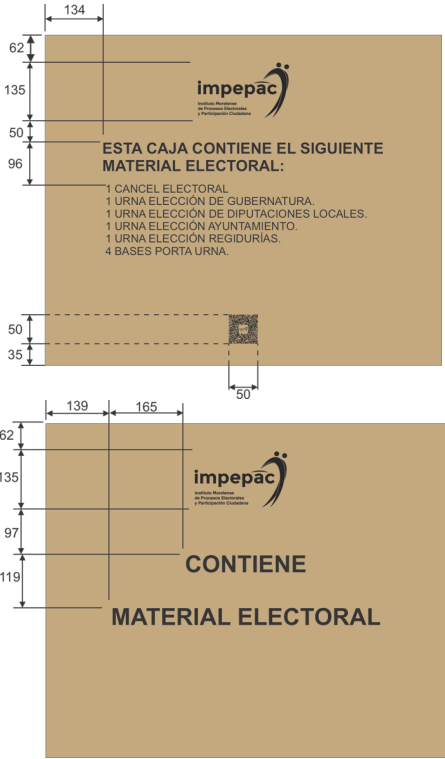 134
62
135
50
96
impepac
Instituto Morelense
de Procesos Electorales
y Participación Ciudadana
ESTA CAJA CONTIENE EL SIGUIENTE
MATERIAL ELECTORAL:
1 CANCEL ELECTORAL
1 URNA ELECCIÓN DE GUBERNATURA.
1 URNA ELECCIÓN DE DIPUTACIONES LOCALES.
1 URNA ELECCIÓN AYUNTAMIENTO.
1 URNA ELECCIÓN REGIDURÍAS.
4 BASES PORTA URNA.
50
35
50
139
165
62
135
97
119
impepac
Instituto Morelense
de Procesos Electorales
y Participación Ciudadana
CONTIENE
MATERIAL ELECTORAL